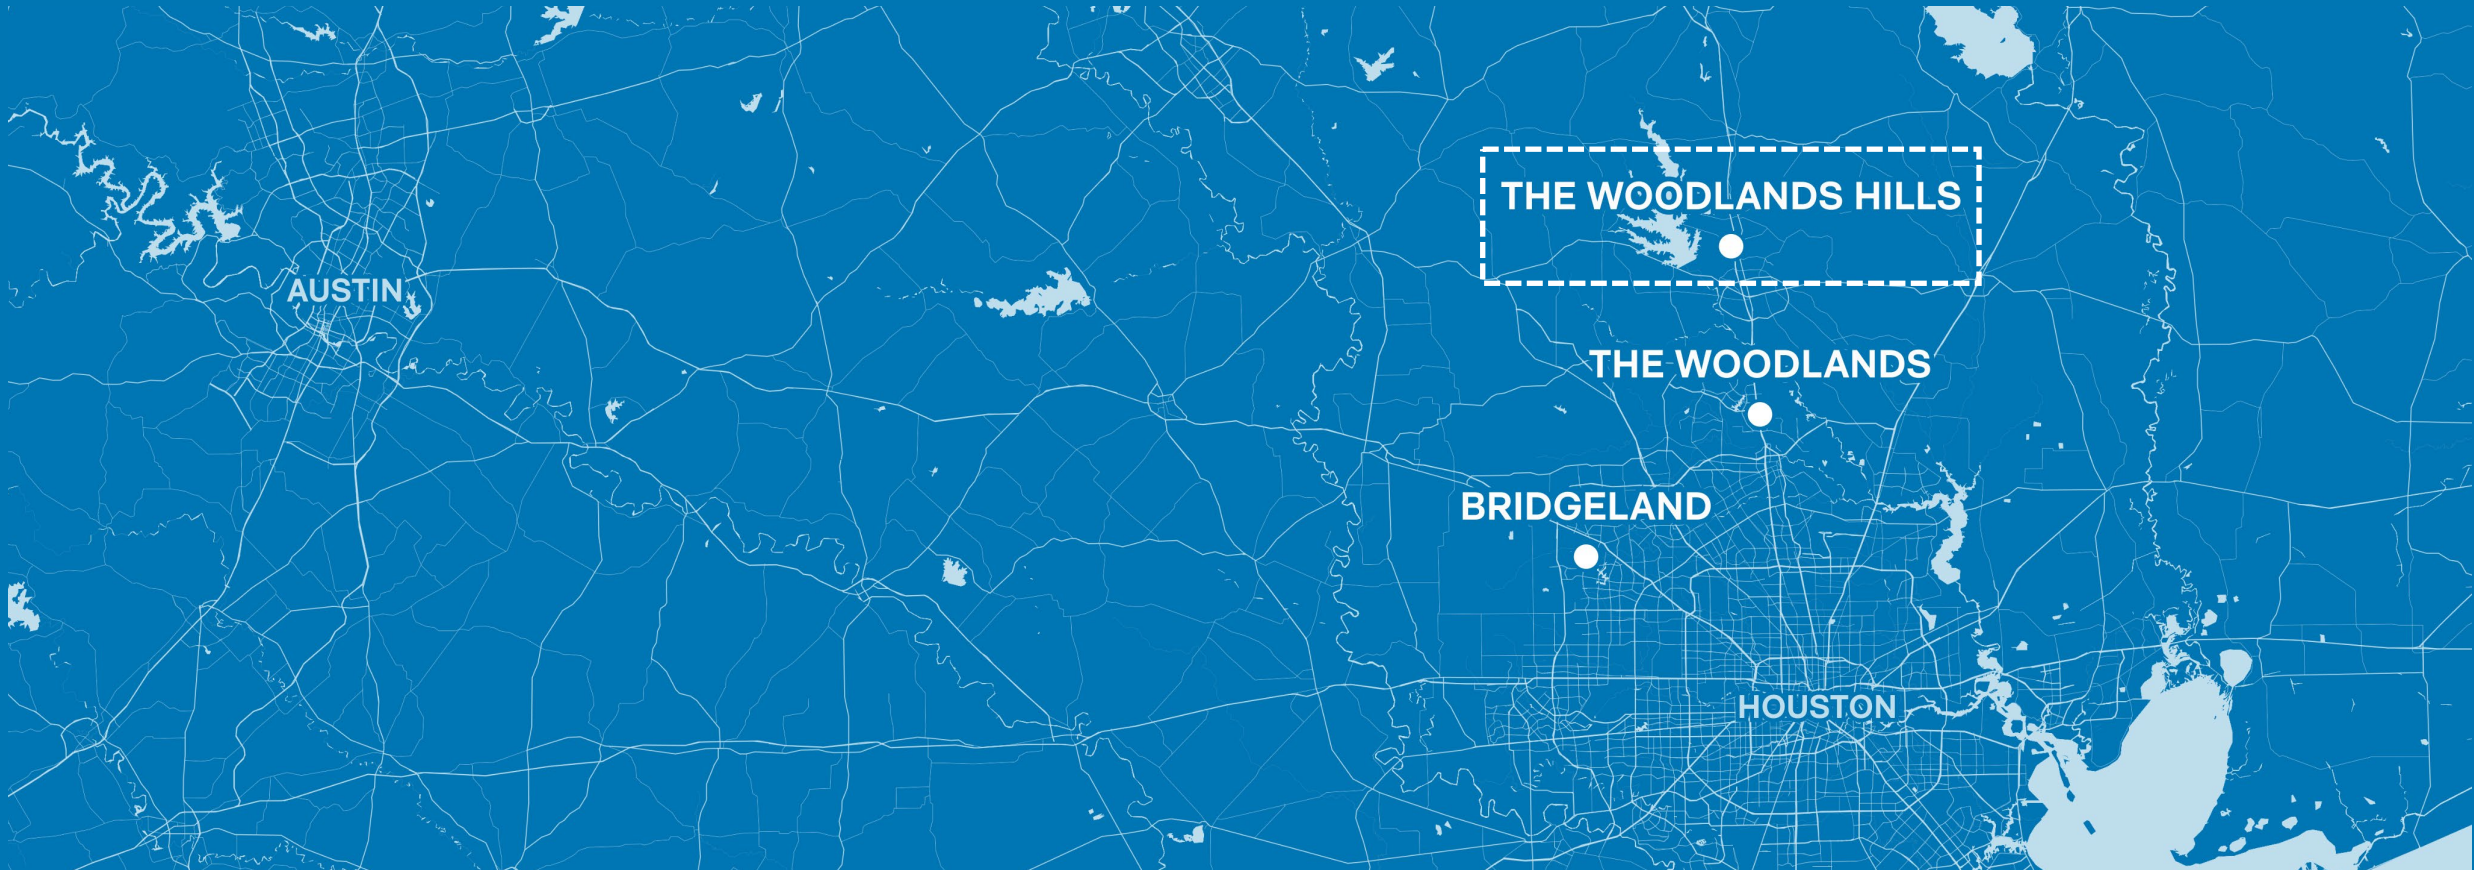 THE WOODLANDS HILLS
AUSTIN
THE WOODLANDS
BRIDGELAND
HOUSTON